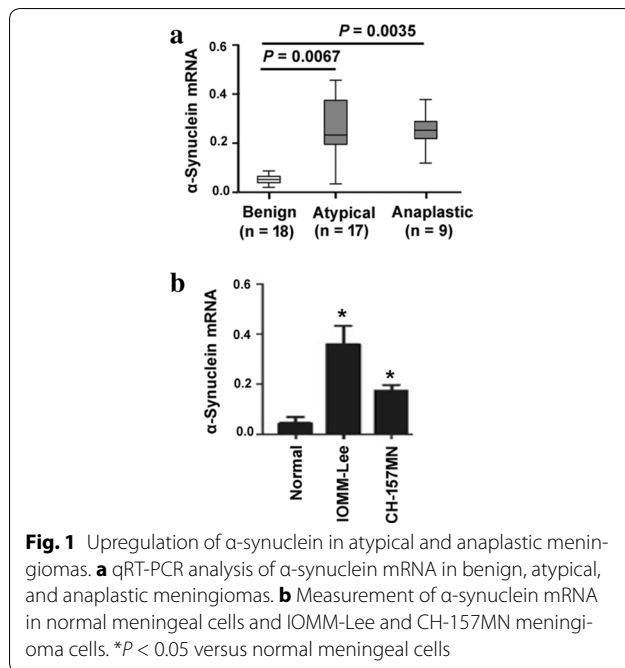 a
α-Synuclein mRNA
0.6
0.4
0.2
0.0
P = 0.0035
P = 0.0067
Benign Atypical Anaplastic
(n = 18) (n = 17) (n = 9)
b
α-Synuclein mRNA
0.6
0.4
0.2
0.0
* *
Normal
IOMM-Lee
CH-157MN
Fig. 1 Upregulation of α-synuclein in atypical and anaplastic menin-
giomas. a qRT-PCR analysis of α-synuclein mRNA in benign, atypical,
and anaplastic meningiomas. b Measurement of α-synuclein mRNA
in normal meningeal cells and IOMM-Lee and CH-157MN meningi-
oma cells. *P < 0.05 versus normal meningeal cells